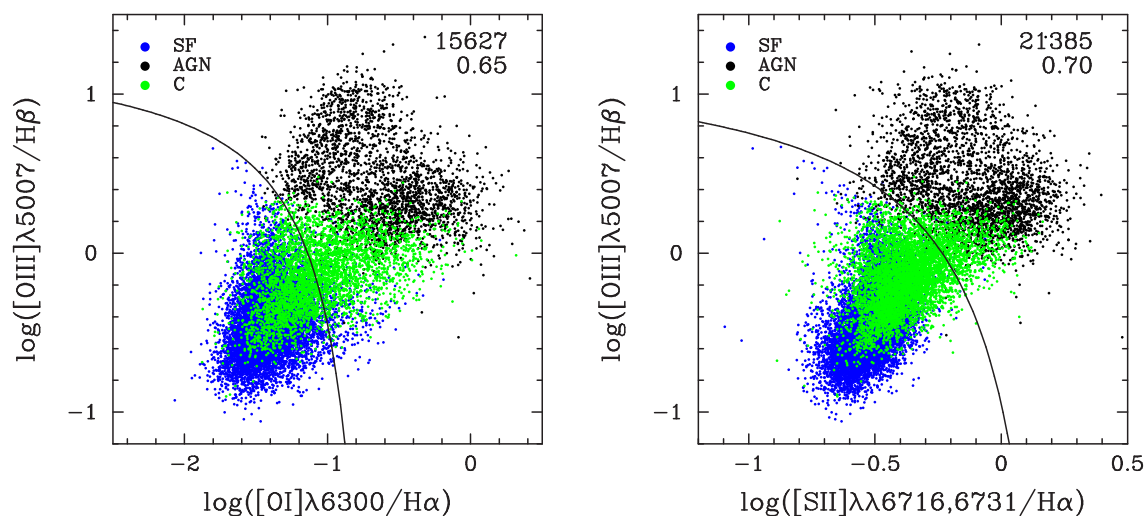 SF
AGN
C
15627
0.65
1
0
−1
−2
−1
0
log([OIII]λ5007/Hβ)
log([OI]λ6300/Hα)
SF
AGN
C
21385
0.70
1
0
−1
−1
−0.5
0
0.5
log([OIII]λ5007/Hβ)
log([SII]λλ6716,6731/Hα)